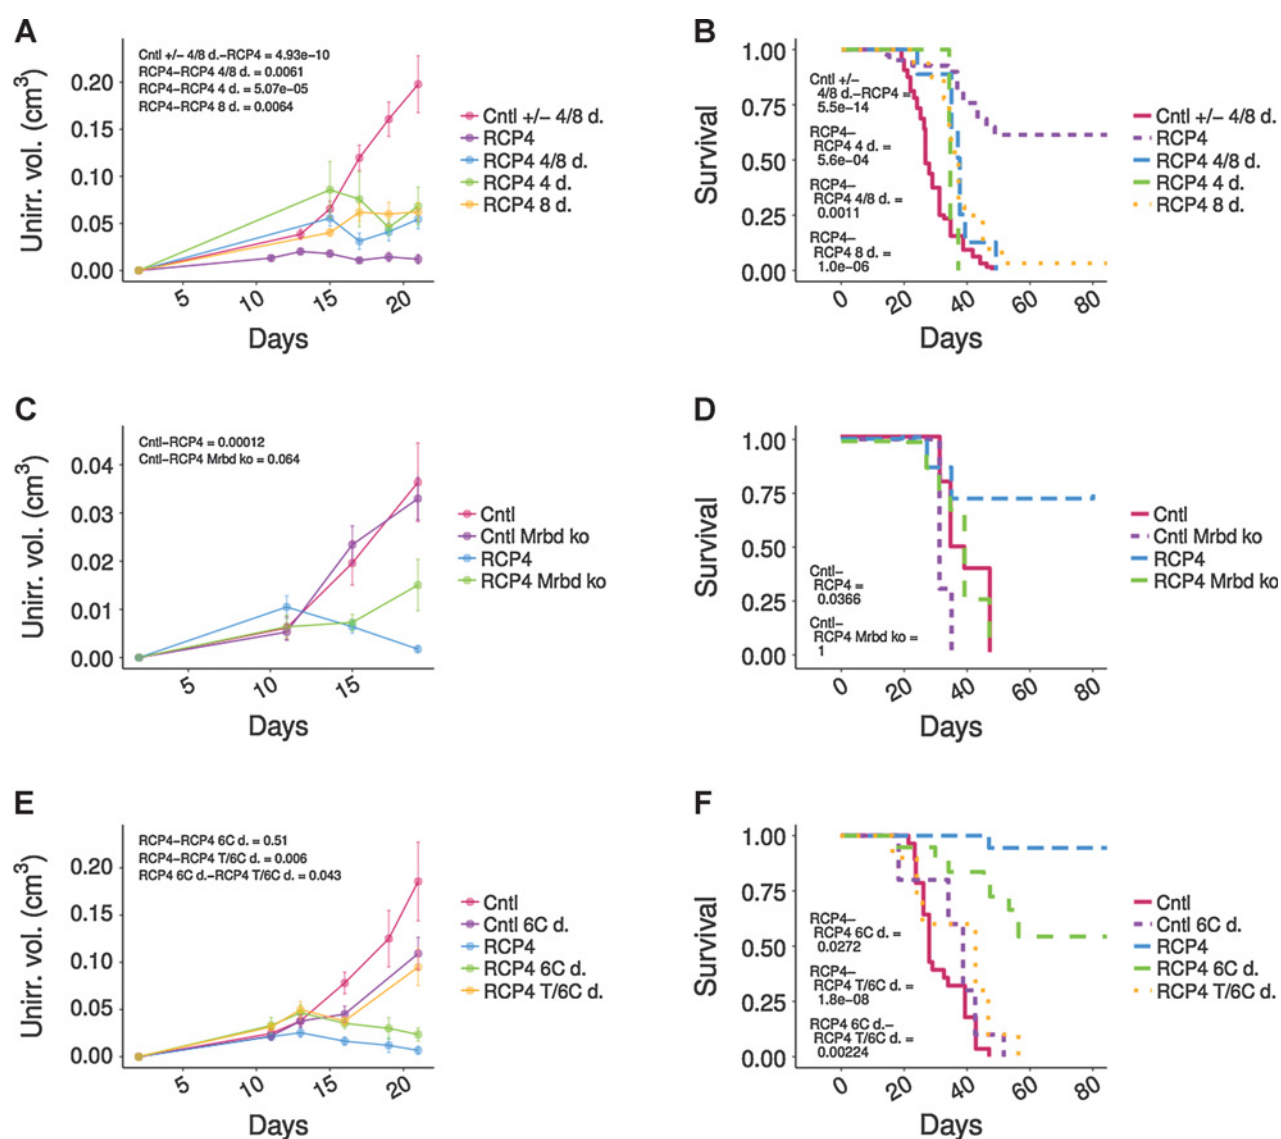 A
Unirr. vol. (cm³)
0.20
0.15
0.10
0.05
0.00
Cntl +/− 4/8 d.−RCP4 = 4.93e−10
RCP4−RCP4 4/8 d. = 0.0061
RCP4−RCP4 4 d. = 5.07e−05
RCP4−RCP4 8 d. = 0.0064
5
10
15
20
Days
Cntl +/− 4/8 d.
RCP4
RCP4 4/8 d.
RCP4 4 d.
RCP4 8 d.
B
Survival
1.00
0.75
0.50
0.25
0.00
Cntl +/−
4/8 d.−RCP4 =
5.5e−14
RCP4−
RCP4 4 d. =
5.6e−04
RCP4−
RCP4 4/8 d. =
0.0011
RCP4−
RCP4 8 d. =
1.0e−06
0
20
40
60
80
Days
Cntl +/− 4/8 d.
RCP4
RCP4 4/8 d.
RCP4 4 d.
RCP4 8 d.
C
Unirr. vol. (cm³)
0.04
0.03
0.02
0.01
0.00
Cntl−RCP4 = 0.00012
Cntl−RCP4 Mrbd ko = 0.064
5
10
15
Days
Cntl
Cntl Mrbd ko
RCP4
RCP4 Mrbd ko
D
Survival
1.00
0.75
0.50
0.25
0.00
Cntl−
RCP4 =
0.0366
Cntl−
RCP4 Mrbd ko =
1
0
20
40
60
80
Days
Cntl
Cntl Mrbd ko
RCP4
RCP4 Mrbd ko
E
Unirr. vol. (cm³)
0.20
0.15
0.10
0.05
0.00
RCP4−RCP4 6C d. = 0.51
RCP4−RCP4 T/6C d. = 0.006
RCP4 6C d.−RCP4 T/6C d. = 0.043
5
10
15
20
Days
Cntl
Cntl 6C d.
RCP4
RCP4 6C d.
RCP4 T/6C d.
F
Survival
1.00
0.75
0.50
0.25
0.00
RCP4−
RCP4 6C d. =
0.0272
RCP4−
RCP4 T/6C d. =
1.8e−08
RCP4 6C d.−
RCP4 T/6C d. =
0.00224
0
20
40
60
80
Days
Cntl
Cntl 6C d.
RCP4
RCP4 6C d.
RCP4 T/6C d.